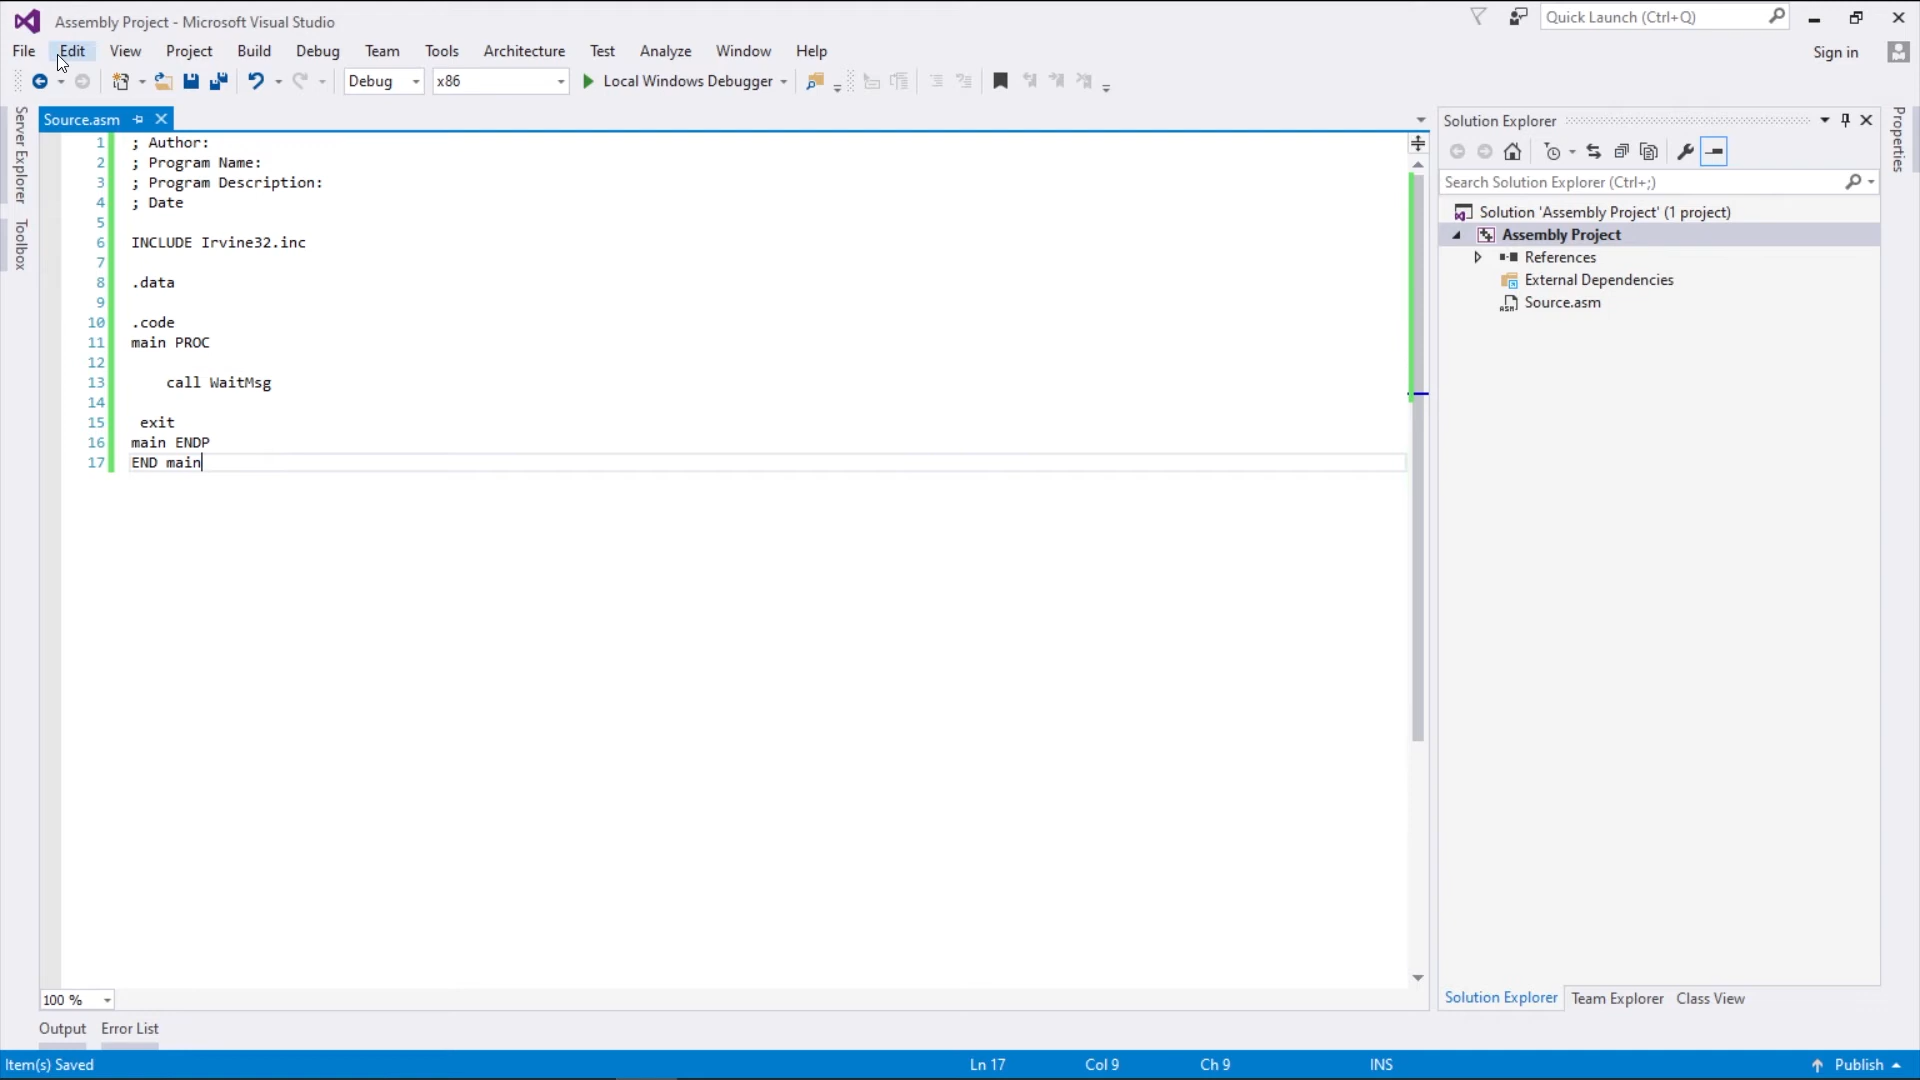 Assembly Project - Microsoft Visual Studio
Quick Launch (Ctrl+Q)
File Edit View Project Build Debug Team Tools Architecture Test Analyze Window Help
Sign in
Debug x86 Local Windows Debugger
Server Explorer
Toolbox
Source.asm
1 ; Author:
2 ; Program Name:
3 ; Program Description:
4 ; Date
5
6 INCLUDE Irvine32.inc
7
8 .data
9
10 .code
11 main PROC
12
13 call WaitMsg
14
15 exit
16 main ENDP
17 END main
100 %
Solution Explorer
Search Solution Explorer (Ctrl+;)
Solution 'Assembly Project' (1 project)
Assembly Project
References
External Dependencies
ASM Source.asm
Solution Explorer Team Explorer Class View
Properties
Output Error List
Item(s) Saved
Ln 17 Col 9 Ch 9 INS
Publish